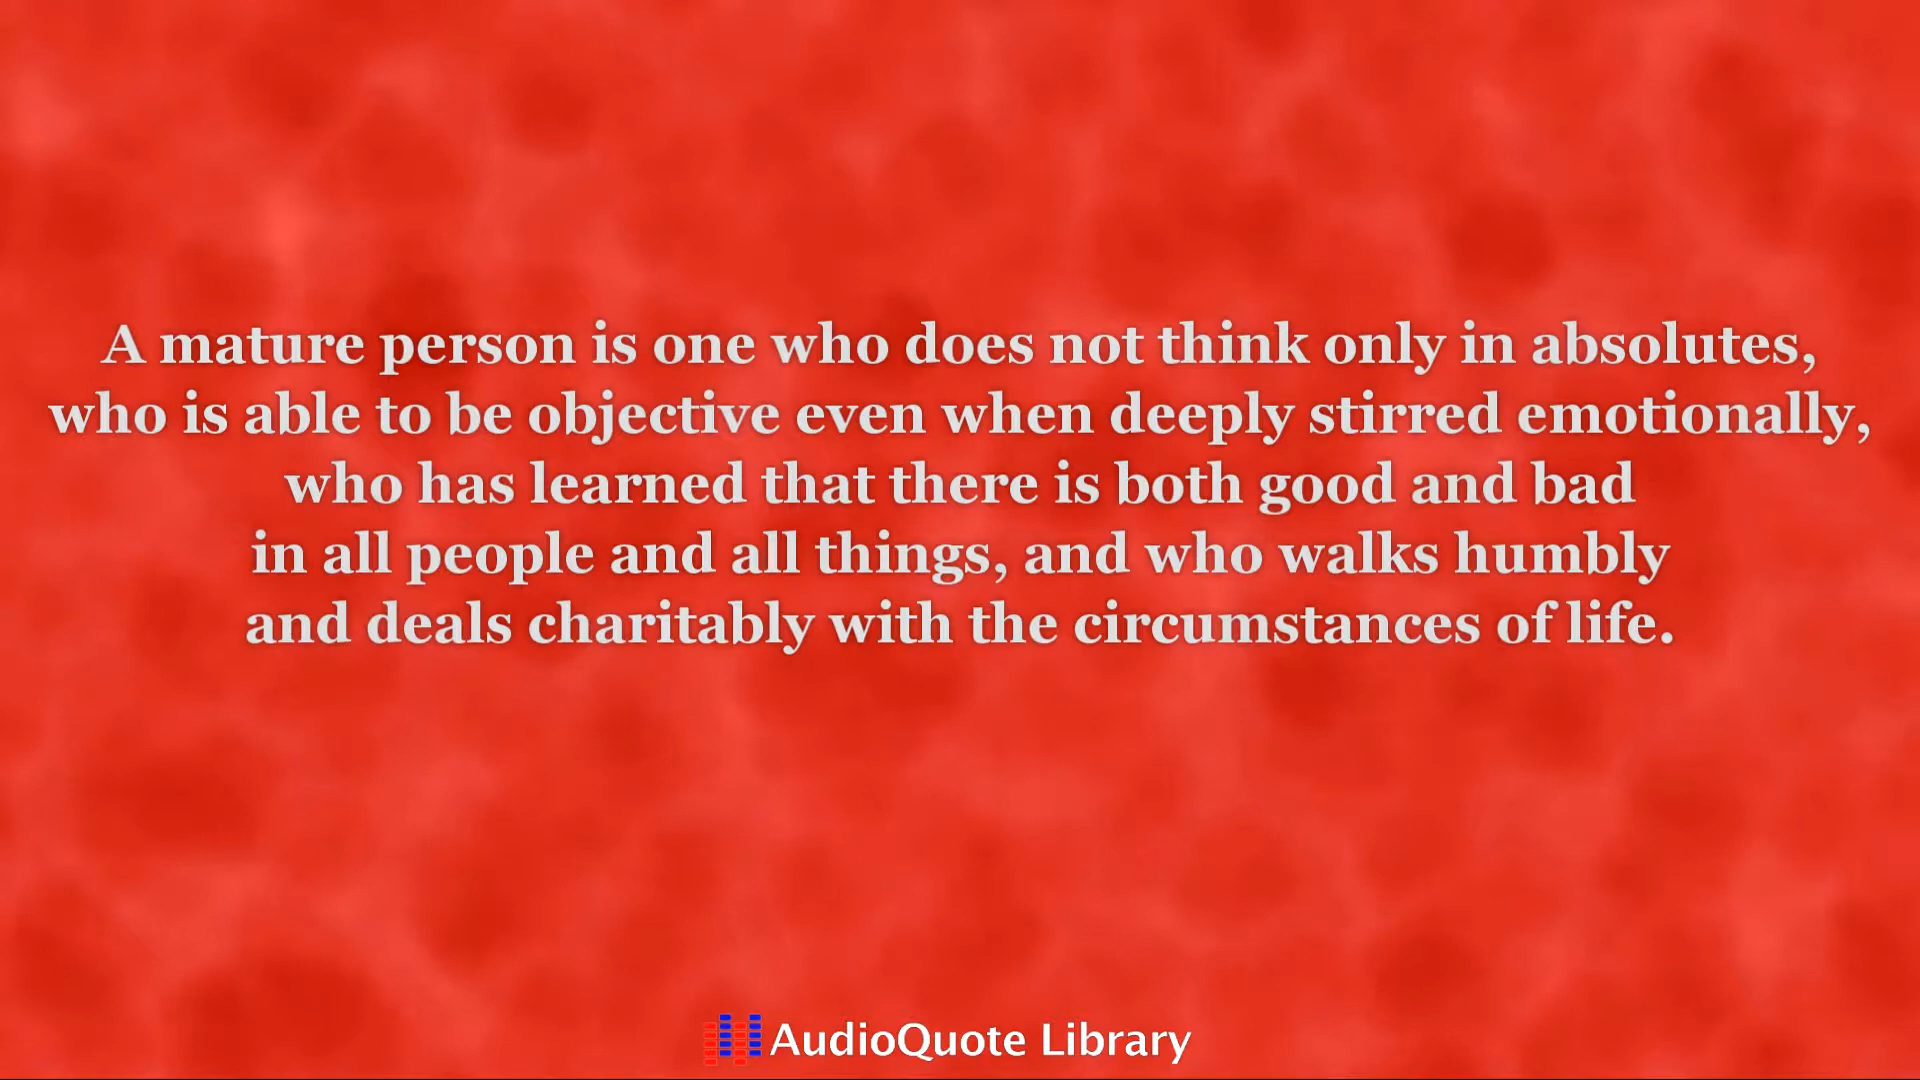 A mature person is one who does not think only in absolutes,
who is able to be objective even when deeply stirred emotionally,
who has learned that there is both good and bad
in all people and all things, and who walks humbly
and deals charitably with the circumstances of life.
AudioQuote Library